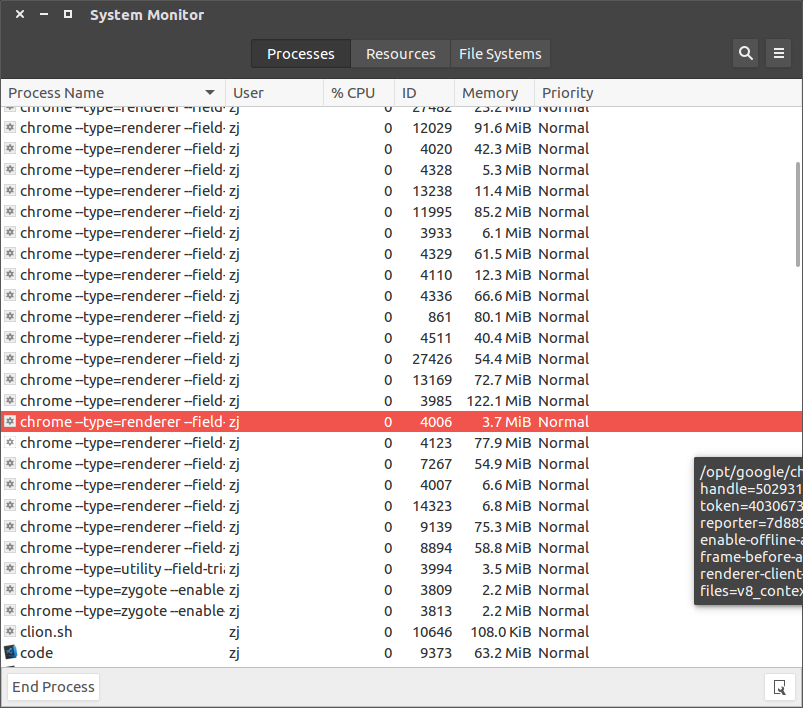 System Monitor
Processes Resources File Systems
Process Name User % CPU ID Memory Priority
chrome --type=renderer --field- zj 0 27482 23.2 MiB Normal
chrome --type=renderer --field- zj 0 12029 91.6 MiB Normal
chrome --type=renderer --field- zj 0 4020 42.3 MiB Normal
chrome --type=renderer --field- zj 0 4328 5.3 MiB Normal
chrome --type=renderer --field- zj 0 13238 11.4 MiB Normal
chrome --type=renderer --field- zj 0 11995 85.2 MiB Normal
chrome --type=renderer --field- zj 0 3933 6.1 MiB Normal
chrome --type=renderer --field- zj 0 4329 61.5 MiB Normal
chrome --type=renderer --field- zj 0 4110 12.3 MiB Normal
chrome --type=renderer --field- zj 0 4336 66.6 MiB Normal
chrome --type=renderer --field- zj 0 861 80.1 MiB Normal
chrome --type=renderer --field- zj 0 4511 40.4 MiB Normal
chrome --type=renderer --field- zj 0 27426 54.4 MiB Normal
chrome --type=renderer --field- zj 0 13169 72.7 MiB Normal
chrome --type=renderer --field- zj 0 3985 122.1 MiB Normal
chrome --type=renderer --field- zj 0 4006 3.7 MiB Normal
chrome --type=renderer --field- zj 0 4123 77.9 MiB Normal
chrome --type=renderer --field- zj 0 7267 54.9 MiB Normal
chrome --type=renderer --field- zj 0 4007 6.6 MiB Normal
chrome --type=renderer --field- zj 0 14323 6.8 MiB Normal
chrome --type=renderer --field- zj 0 9139 75.3 MiB Normal
chrome --type=renderer --field- zj 0 8894 58.8 MiB Normal
chrome --type=utility --field-tria zj 0 3994 3.5 MiB Normal
chrome --type=zygote --enable- zj 0 3809 2.2 MiB Normal
chrome --type=zygote --enable- zj 0 3813 2.2 MiB Normal
clion.sh zj 0 10646 108.0 KiB Normal
code zj 0 9373 63.2 MiB Normal
/opt/google/ch
handle=502931
token=4030673
reporter=7d889
enable-offline-a
frame-before-a
renderer-client-
files=v8_contex
End Process